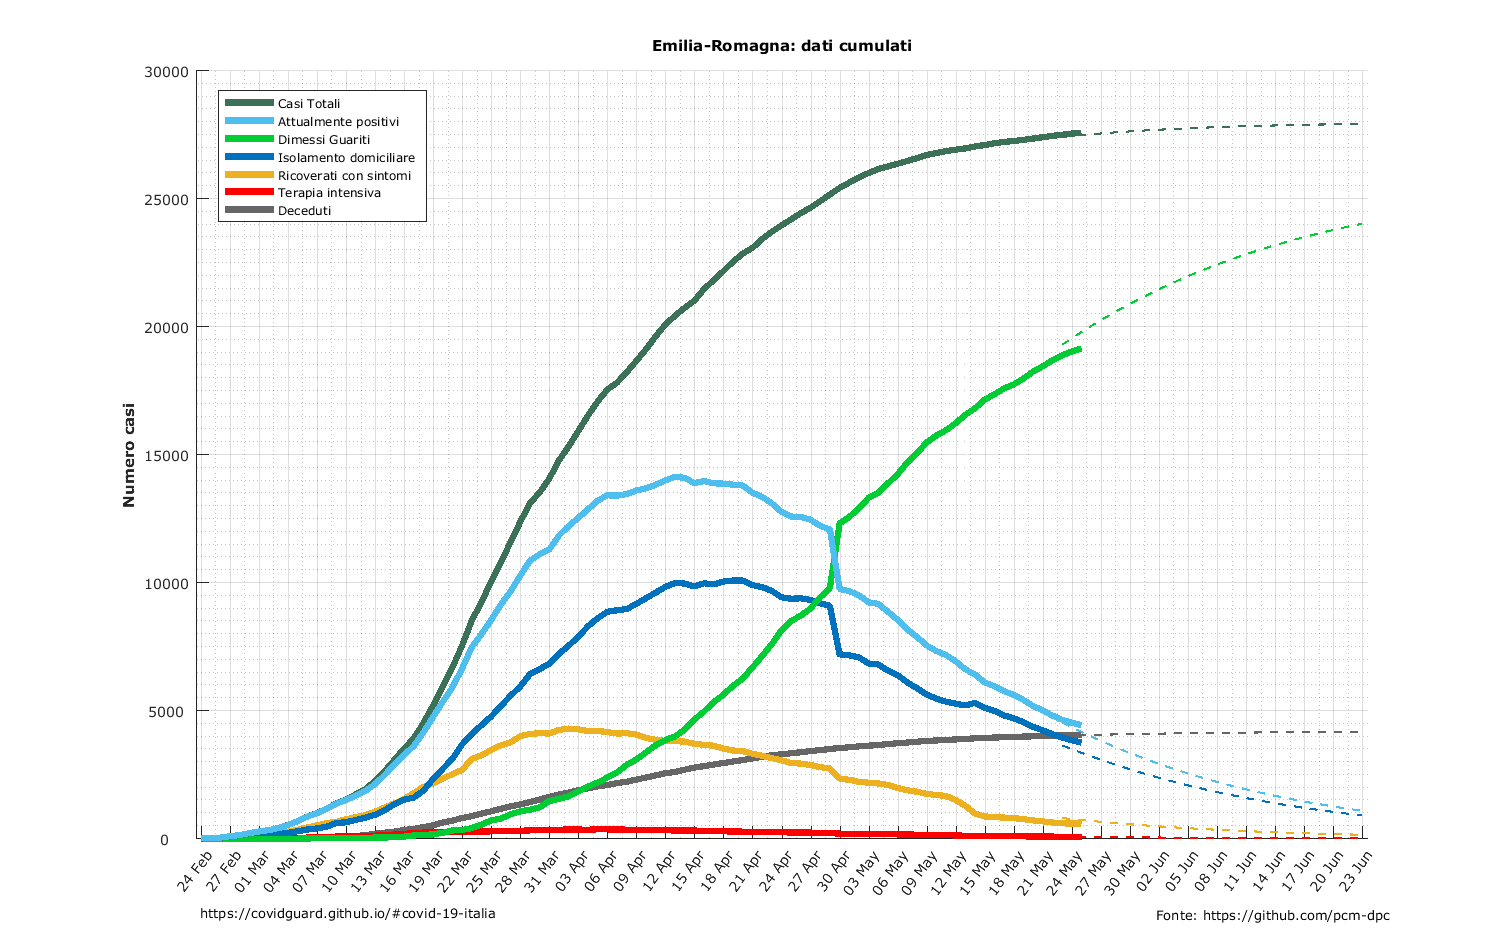 Emilia-Romagna: dati cumulati
30000
25000
20000
15000
10000
5000
0
Numero casi
Casi Totali
Attualmente positivi
Dimessi Guariti
Isolamento domiciliare
Ricoverati con sintomi
Terapia intensiva
Deceduti
24 Feb
27 Feb
01 Mar
04 Mar
07 Mar
10 Mar
13 Mar
16 Mar
19 Mar
22 Mar
25 Mar
28 Mar
31 Mar
03 Apr
06 Apr
09 Apr
12 Apr
15 Apr
18 Apr
21 Apr
24 Apr
27 Apr
30 Apr
03 May
06 May
09 May
12 May
15 May
18 May
21 May
24 May
27 May
30 May
02 Jun
05 Jun
08 Jun
11 Jun
14 Jun
17 Jun
20 Jun
23 Jun
https://covidguard.github.io/#covid-19-italia
Fonte: https://github.com/pcm-dpc